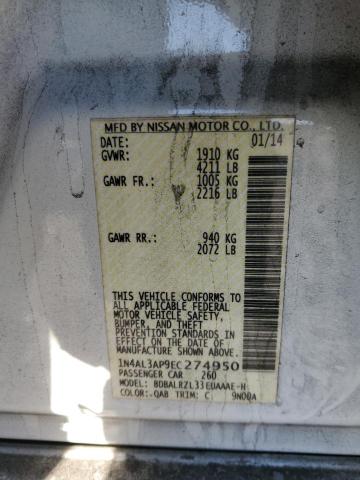 MFD BY NISSAN MOTOR CO., LTD.
DATE: 01/14
GVWR: 1910 KG
4211 LB
GAWR FR.: 1005 KG
2216 LB
GAWR RR.: 940 KG
2072 LB
THIS VEHICLE CONFORMS TO
ALL APPLICABLE FEDERAL
MOTOR VEHICLE SAFETY,
BUMPER, AND THEFT
PREVENTION STANDARDS
IN EFFECT ON THE DATE OF
MANUFACTURE SHOWN ABOVE.
1N4AL3AP9EC274950
PASSENGER CAR 260
MODEL: BDBALRZL33EUAAAE-H
COLOR: QAB TRIM: C 9N00A